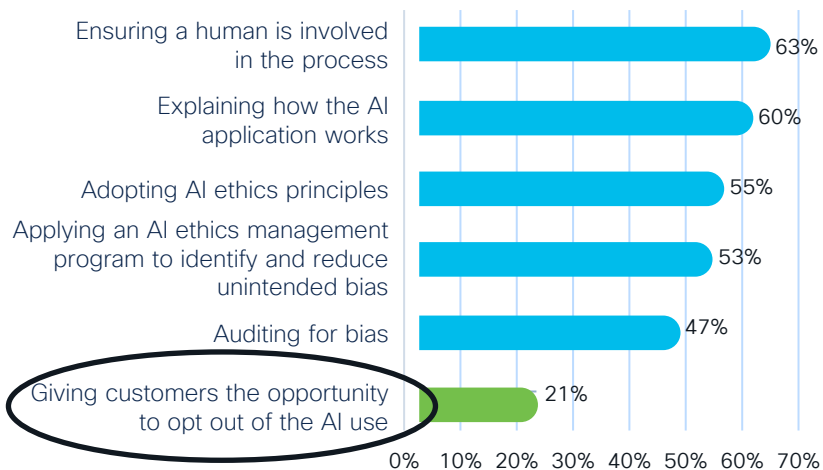 Ensuring a human is involved
in the process
63%
Explaining how the AI
application works
60%
Adopting AI ethics principles
55%
Applying an AI ethics management
program to identify and reduce
unintended bias
53%
Auditing for bias
47%
Giving customers the opportunity
to opt out of the AI use
21%
0% 10% 20% 30% 40% 50% 60% 70%